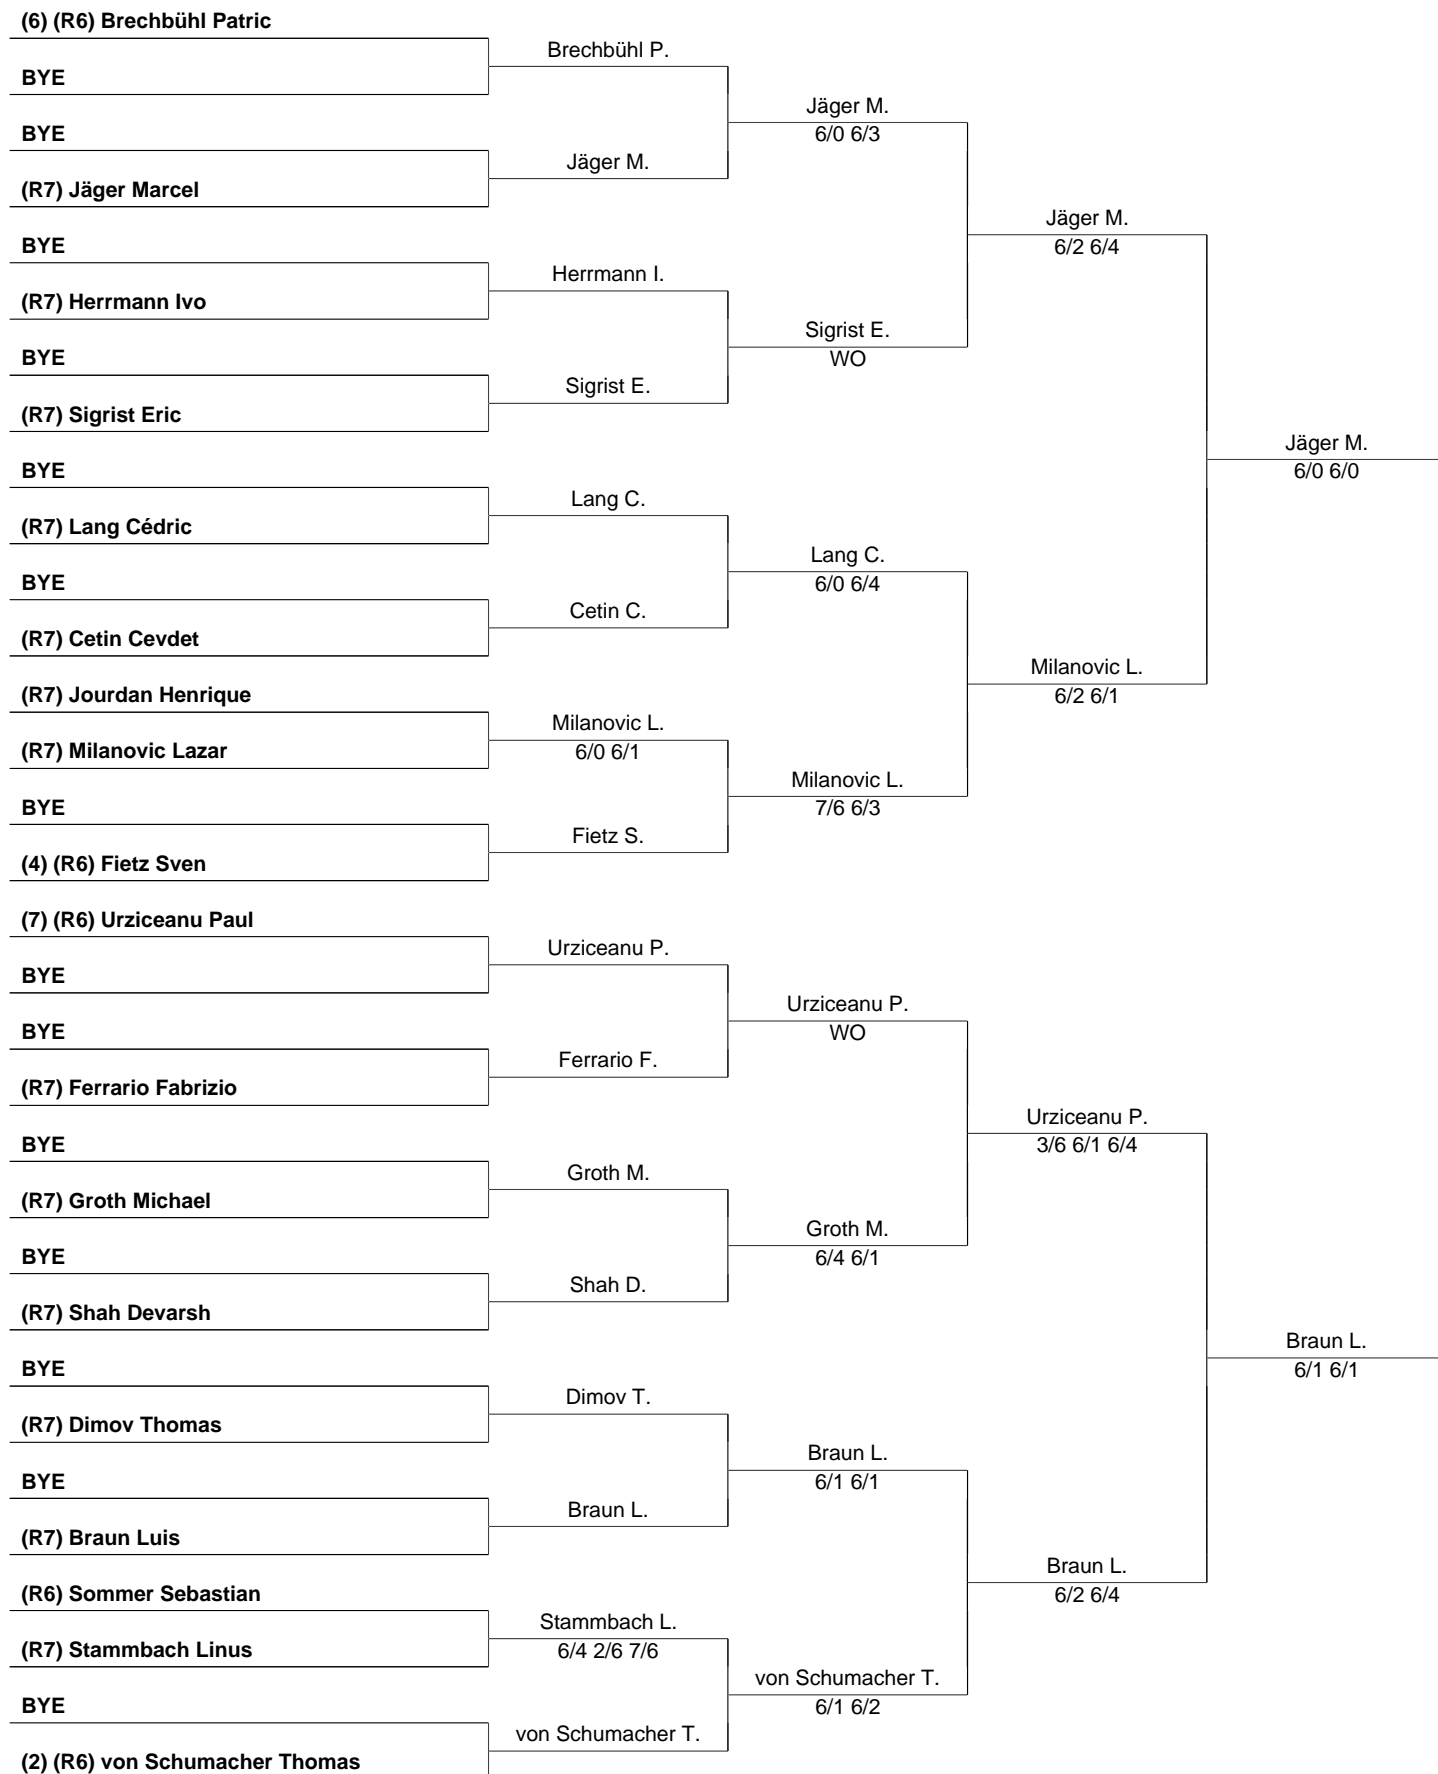 (6) (R6) Brechbühl Patric
Brechbühl P.
BYE
Jäger M.
6/0 6/3
BYE
Jäger M.
(R7) Jäger Marcel
Jäger M.
6/2 6/4
BYE
Herrmann I.
(R7) Herrmann Ivo
Sigrist E.
WO
BYE
Sigrist E.
(R7) Sigrist Eric
Jäger M.
6/0 6/0
BYE
Lang C.
(R7) Lang Cédric
Lang C.
6/0 6/4
BYE
Cetin C.
(R7) Cetin Cevdet
Milanovic L.
6/2 6/1
(R7) Jourdan Henrique
Milanovic L.
6/0 6/1
(R7) Milanovic Lazar
Milanovic L.
7/6 6/3
BYE
Fietz S.
(4) (R6) Fietz Sven
(7) (R6) Urziceanu Paul
Urziceanu P.
BYE
Urziceanu P.
WO
BYE
Ferrario F.
(R7) Ferrario Fabrizio
Urziceanu P.
3/6 6/1 6/4
BYE
Groth M.
(R7) Groth Michael
Groth M.
6/4 6/1
BYE
Shah D.
(R7) Shah Devarsh
Braun L.
6/1 6/1
BYE
Dimov T.
(R7) Dimov Thomas
Braun L.
6/1 6/1
BYE
Braun L.
(R7) Braun Luis
Braun L.
6/2 6/4
(R6) Sommer Sebastian
Stammbach L.
6/4 2/6 7/6
(R7) Stammbach Linus
von Schumacher T.
6/1 6/2
BYE
von Schumacher T.
(2) (R6) von Schumacher Thomas